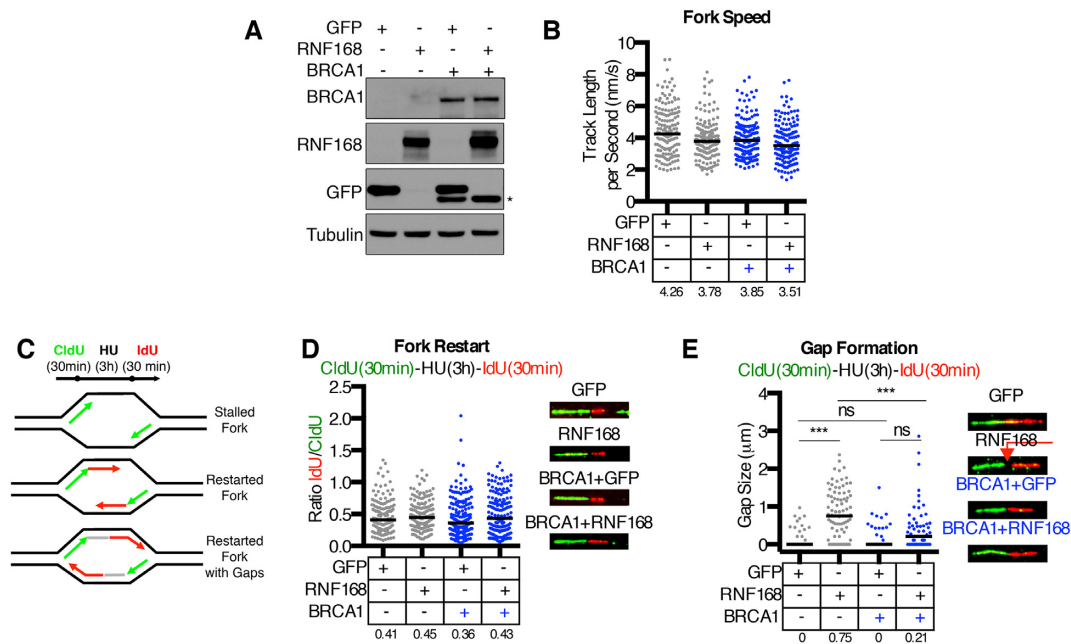 A
GFP + - + -
RNF168 - + - +
BRCA1 - - + +
BRCA1
RNF168
GFP
*
Tubulin
B
Fork Speed
Track Length
per Second (nm/s)
10
8
6
4
2
0
GFP + - + -
RNF168 - + - +
BRCA1 - - + +
4.26 3.78 3.85 3.51
C
CldU HU IdU
(30min) (3h) (30 min)
Stalled
Fork
Restarted
Fork
Restarted
Fork
with Gaps
D
Fork Restart
CldU(30min)-HU(3h)-IdU(30min)
Ratio IdU/CldU
2.5
2.0
1.5
1.0
0.5
0.0
GFP + - + -
RNF168 - + - +
BRCA1 - - + +
0.41 0.45 0.36 0.43
GFP
RNF168
BRCA1+GFP
BRCA1+RNF168
E
Gap Formation
CldU(30min)-HU(3h)-IdU(30min)
Gap Size (μm)
4
3
2
1
0
***
ns
***
ns
GFP + - + -
RNF168 - + - +
BRCA1 - - + +
0 0.75 0 0.21
GFP
RNF168
BRCA1+GFP
BRCA1+RNF168